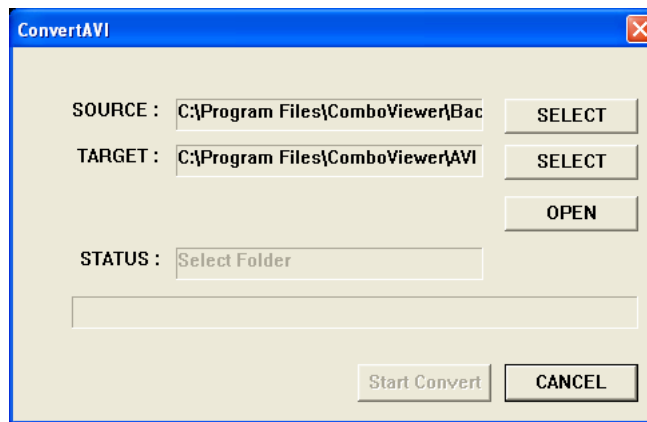 ConvertAVI
SOURCE : C:\Program Files\ComboViewer\Bac SELECT
TARGET : C:\Program Files\ComboViewer\AVI SELECT
OPEN
STATUS : Select Folder
Start Convert CANCEL